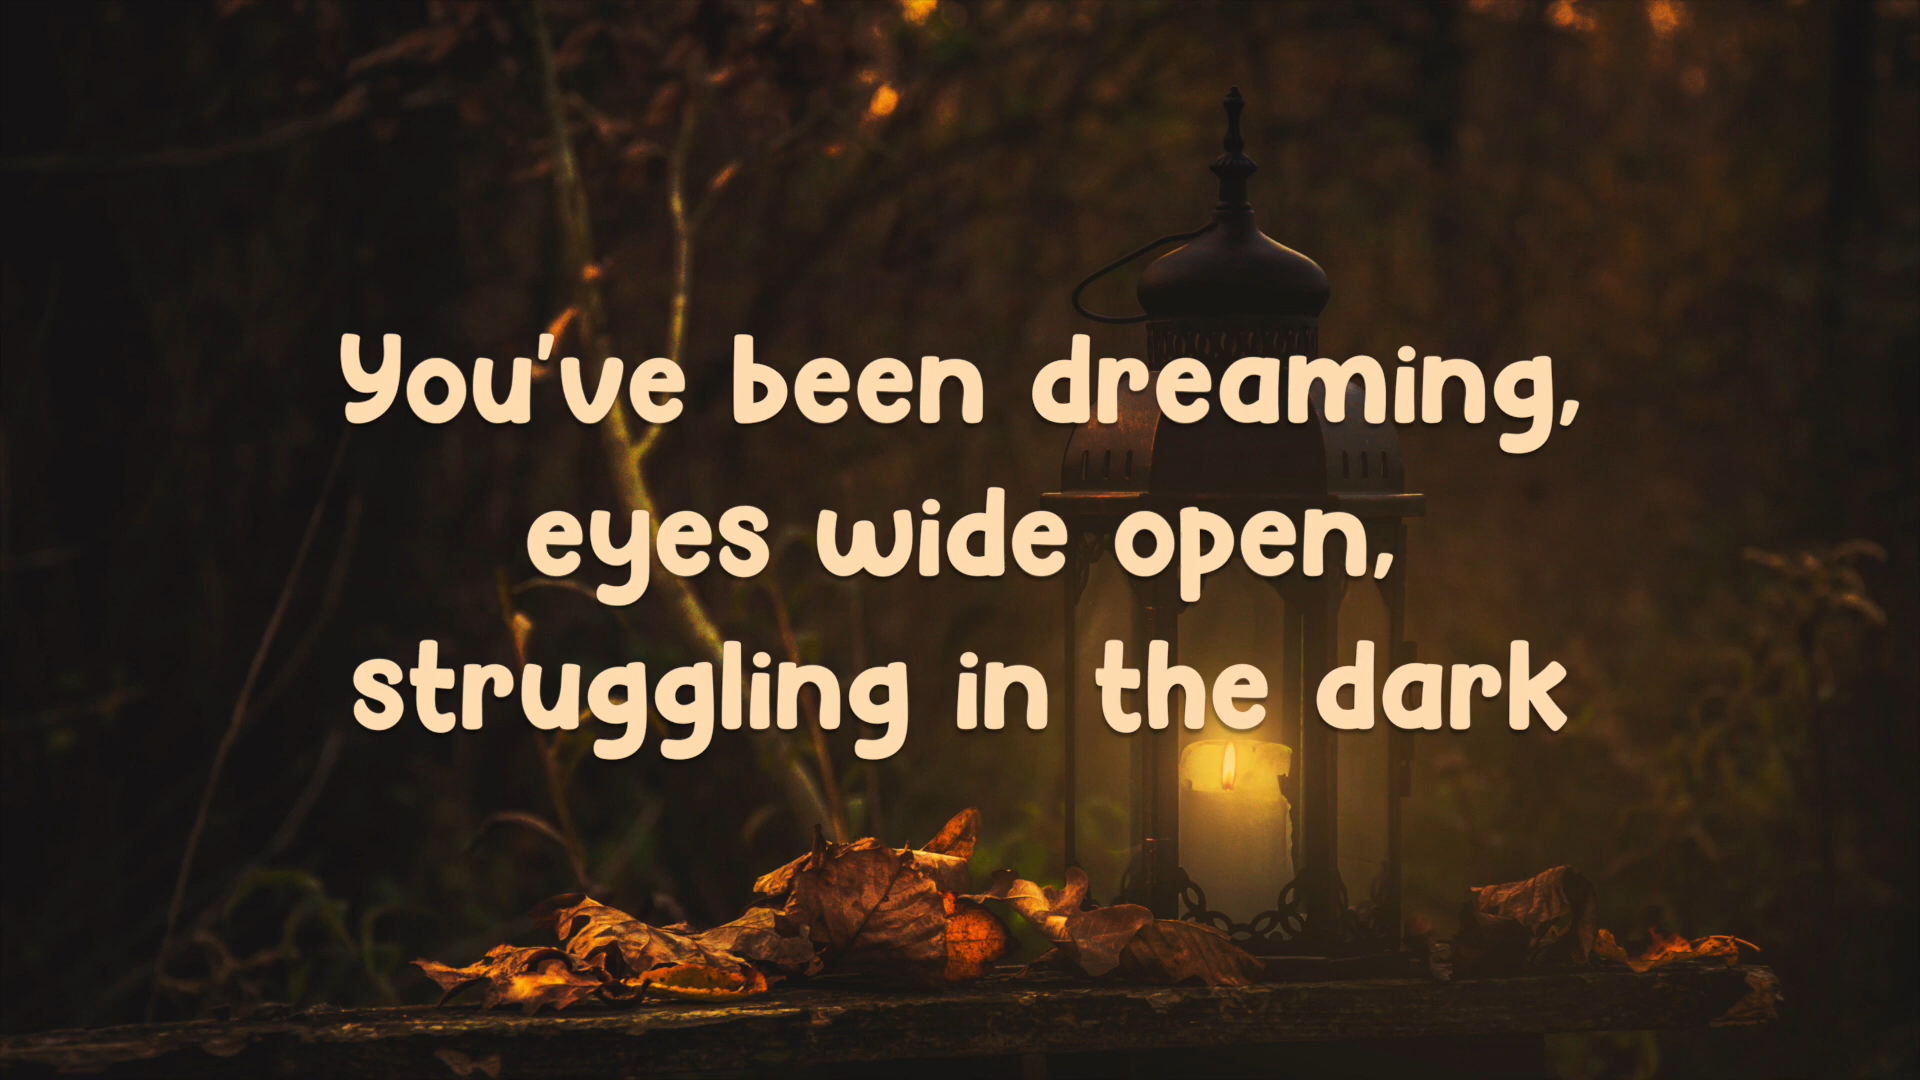 You've been dreaming,
eyes wide open,
struggling in the dark